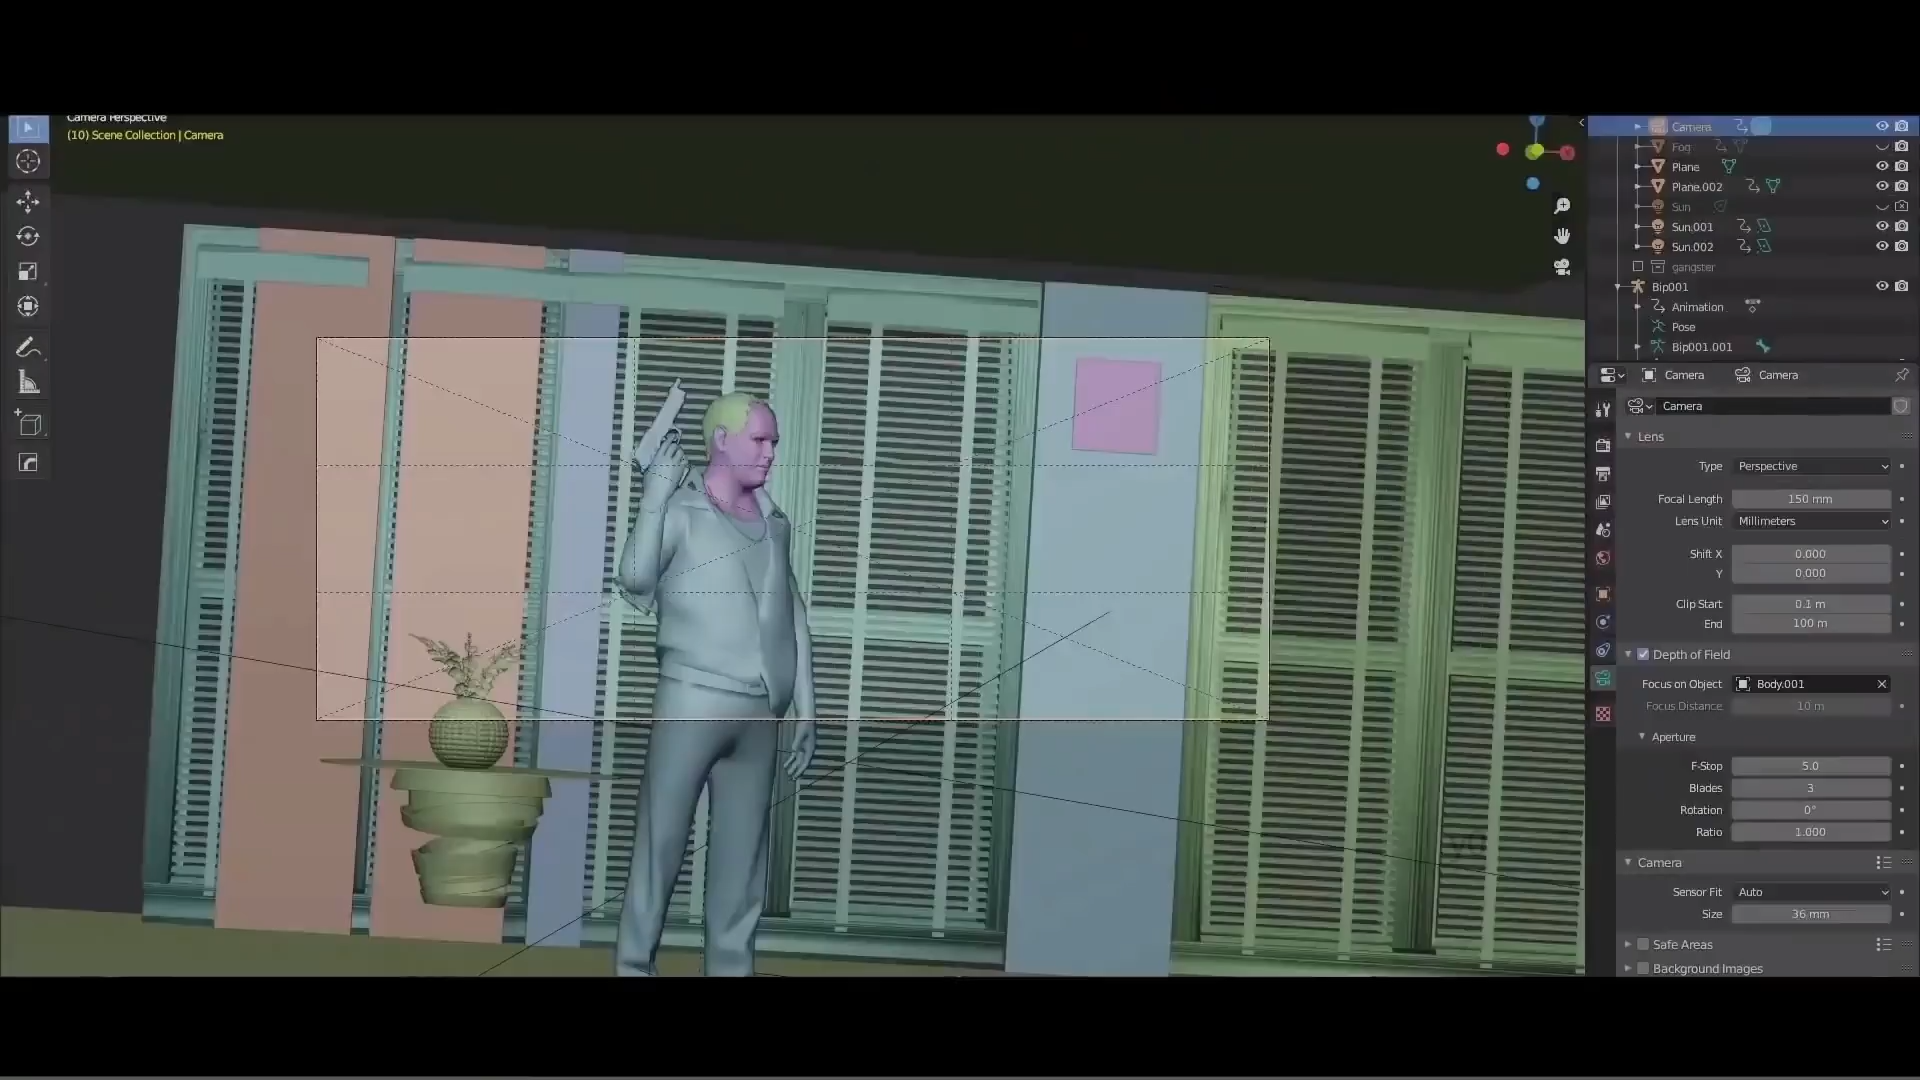 Camera Perspective
(10) Scene Collection | Camera
Camera
Fog
Plane
Plane.002
Sun
Sun.001
Sun.002
gangster
Bip001
Animation
Pose
Bip001.001
Camera
Camera
Camera
Lens
Type Perspective
Focal Length 150 mm
Lens Unit Millimeters
Shift X 0.000
Y 0.000
Clip Start 0.1 m
End 100 m
Depth of Field
Focus on Object Body.001
Focus Distance 10 m
Aperture
F-Stop 5.0
Blades 3
Rotation 0°
Ratio 1.000
Camera
Sensor Fit Auto
Size 36 mm
Safe Areas
Background Images